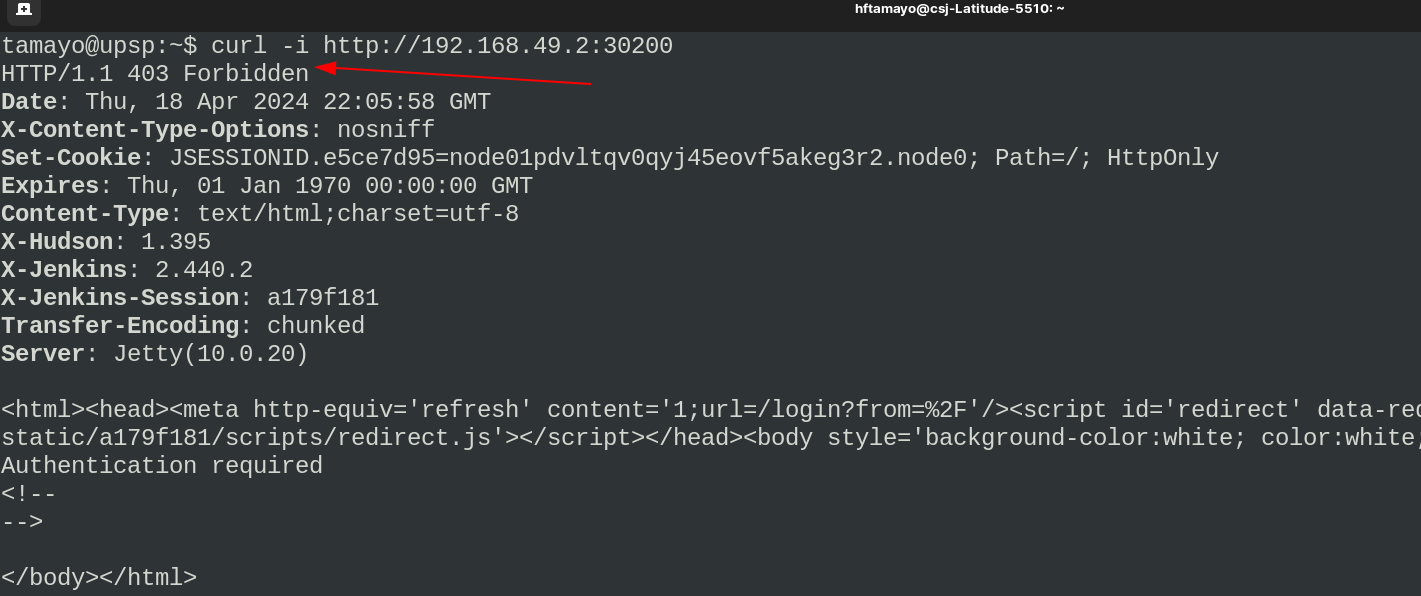 hftamayo@csj-Latitude-5510: ~
tamayo@upsp:~$ curl -i http://192.168.49.2:30200
HTTP/1.1 403 Forbidden
Date: Thu, 18 Apr 2024 22:05:58 GMT
X-Content-Type-Options: nosniff
Set-Cookie: JSESSIONID.e5ce7d95=node01pdvltqv0qyj45eovf5akeg3r2.node0; Path=/; HttpOnly
Expires: Thu, 01 Jan 1970 00:00:00 GMT
Content-Type: text/html;charset=utf-8
X-Hudson: 1.395
X-Jenkins: 2.440.2
X-Jenkins-Session: a179f181
Transfer-Encoding: chunked
Server: Jetty(10.0.20)
<html><head><meta http-equiv='refresh' content='1;url=/login?from=%2F'/><script id='redirect' data-red
static/a179f181/scripts/redirect.js'></script></head><body style='background-color:white; color:white;
Authentication required
<!--
-->
</body></html>